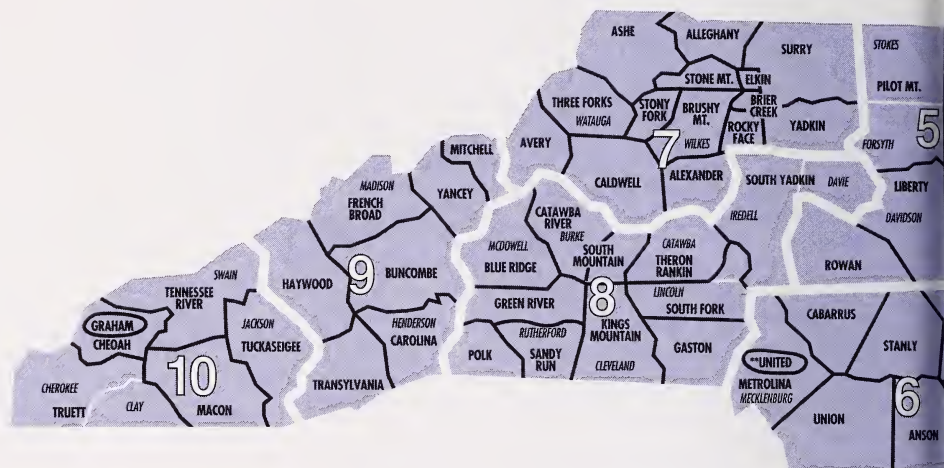 ASHE
ALLEGHANY
SURRY
STOKES
PILOT MT.
STONE MT.
ELKIN
THREE FORKS
WATAUGA
STONY
FORK
BRUSHY
MT.
BRIER
CREEK
ROCKY
FACE
YADKIN
5
FORSYTH
AVERY
7
WILKES
MITCHELL
CALDWELL
ALEXANDER
SOUTH YADKIN
DAVIE
LIBERTY
MADISON
FRENCH
BROAD
YANCEY
CATAWBA
RIVER
BURKE
IREDELL
DAVIDSON
MCDOWELL
BLUE RIDGE
SOUTH
MOUNTAIN
CATAWBA
THERON
RANKIN
ROWAN
SWAIN
TENNESSEE
RIVER
HAYWOOD
9
BUNCOMBE
GREEN RIVER
8
LINCOLN
SOUTH FORK
CABARRUS
GRAHAM
CHEOAH
JACKSON
TUCKASEIGEE
HENDERSON
CAROLINA
RUTHERFORD
KINGS
MOUNTAIN
POLK
SANDY
RUN
CLEVELAND
GASTON
**UNITED
METROLINA
MECKLENBURG
STANLY
CHEROKEE
TRUETT
CLAY
10
MACON
TRANSYLVANIA
UNION
6
ANSON